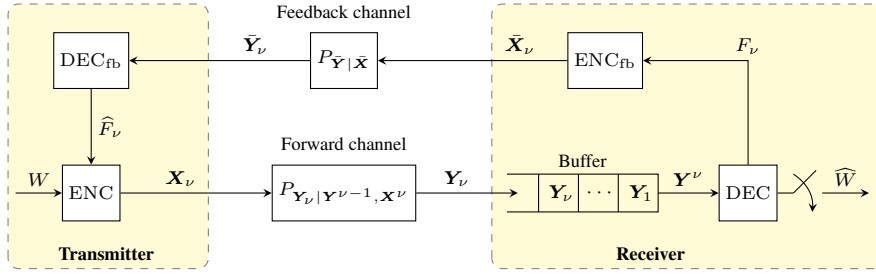 Feedback channel
DEC_fb
Ȳ_ν
P_{Ȳ|X̄}
X̄_ν
ENC_fb
F_ν
F̂_ν
Forward channel
Buffer
W
ENC
X_ν
P_{Y_ν|Y^{ν−1},X^ν}
Y_ν
Y_ν
···
Y_1
Y^ν
DEC
Ŵ
Transmitter
Receiver